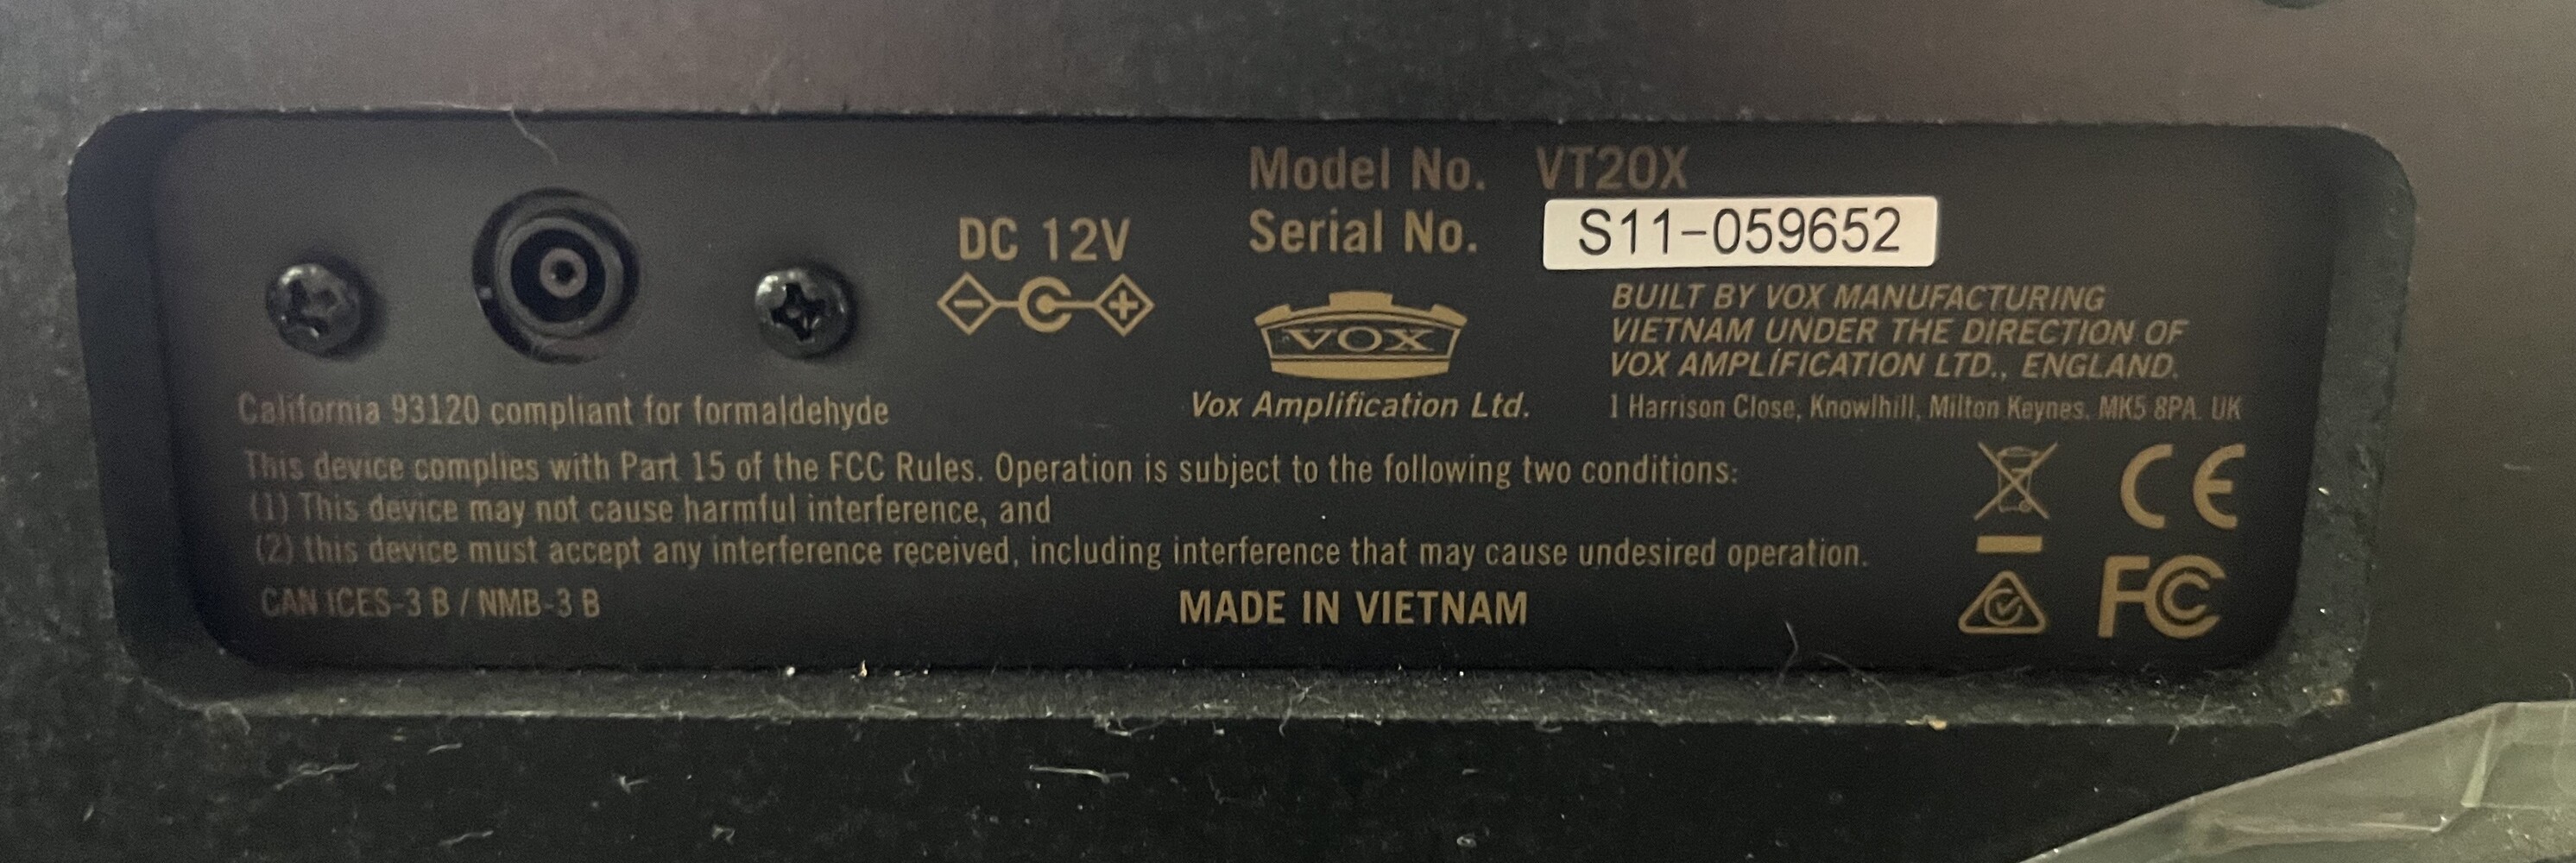 Model No. VT20X
Serial No. S11-059652
DC 12V
VOX
Vox Amplification Ltd.
BUILT BY VOX MANUFACTURING
VIETNAM UNDER THE DIRECTION OF
VOX AMPLIFICATION LTD., ENGLAND.
1 Harrison Close, Knowlhill, Milton Keynes, MK5 8PA. UK
California 93120 compliant for formaldehyde
This device complies with Part 15 of the FCC Rules. Operation is subject to the following two conditions:
(1) This device may not cause harmful interference, and
(2) this device must accept any interference received, including interference that may cause undesired operation.
CAN ICES-3 B / NMB-3 B
MADE IN VIETNAM
CE
FC